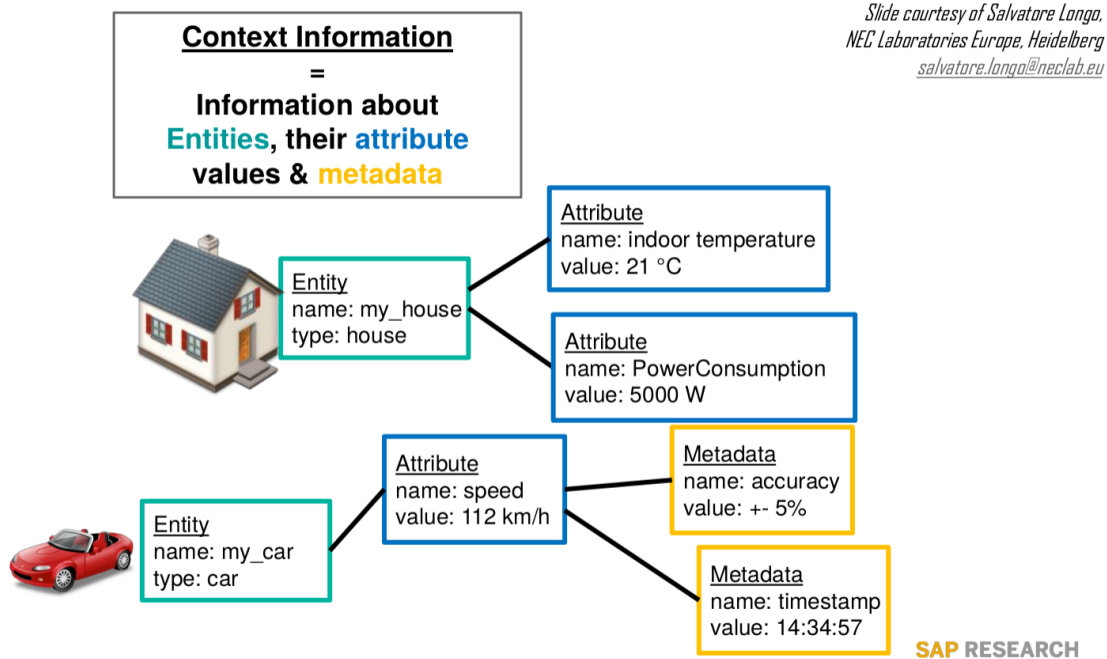 Slide courtesy of Salvatore Longo,
NEC Laboratories Europe, Heidelberg
salvatore.longo@neclab.eu
Context Information
=
Information about
Entities, their attribute
values & metadata
Attribute
name: indoor temperature
value: 21 °C
Entity
name: my_house
type: house
Attribute
name: PowerConsumption
value: 5000 W
Attribute
name: speed
value: 112 km/h
Metadata
name: accuracy
value: +- 5%
Entity
name: my_car
type: car
Metadata
name: timestamp
value: 14:34:57
SAP RESEARCH